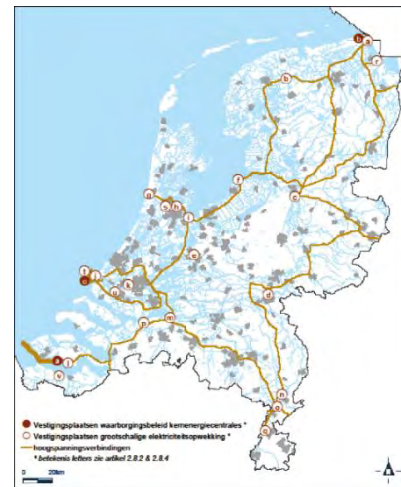 b a
r
b
f
c
g
s h
i
e
t j
c
k
u
d
p m
a l
v
n
o
q
Vestigingsplaatsen waarborgingsbeleid kernenergiecentrales *
Vestigingsplaatsen grootschalige elektriciteitsopwekking *
hoogspanningsverbindingen
* betekenis letters zie artikel 2.8.2 & 2.8.4
0 20km